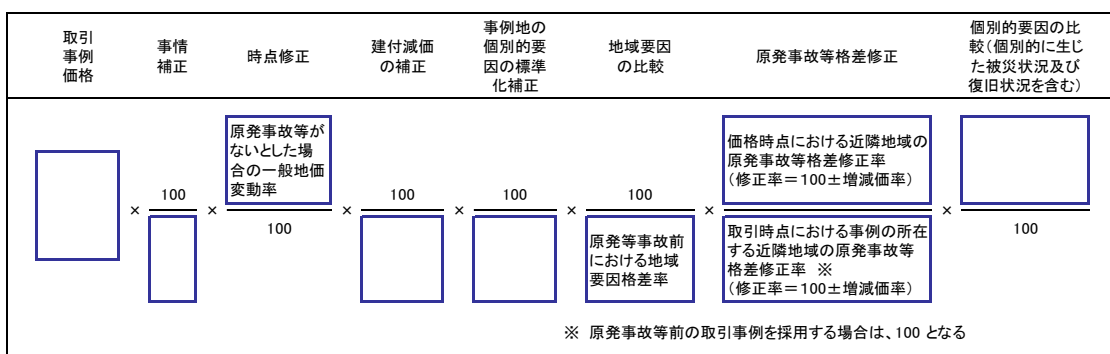 取引
事例
価格
事情
補正
時点修正
建付減価
の補正
事例地の
個別的要
因の標準
化補正
地域要因
の比較
原発事故等格差修正
個別的要因の比
較(個別的に生じ
た被災状況及び
復旧状況を含む)
×
100
×
原発事故等が
ないとした場
合の一般地価
変動率
100
×
100
×
100
×
100
原発等事故前
における地域
要因格差率
×
価格時点における近隣地域の
原発事故等格差修正率
(修正率=100±増減価率)
取引時点における事例の所在
する近隣地域の原発事故等
格差修正率 ※
(修正率=100±増減価率)
×
100
※ 原発事故等前の取引事例を採用する場合は、100 となる